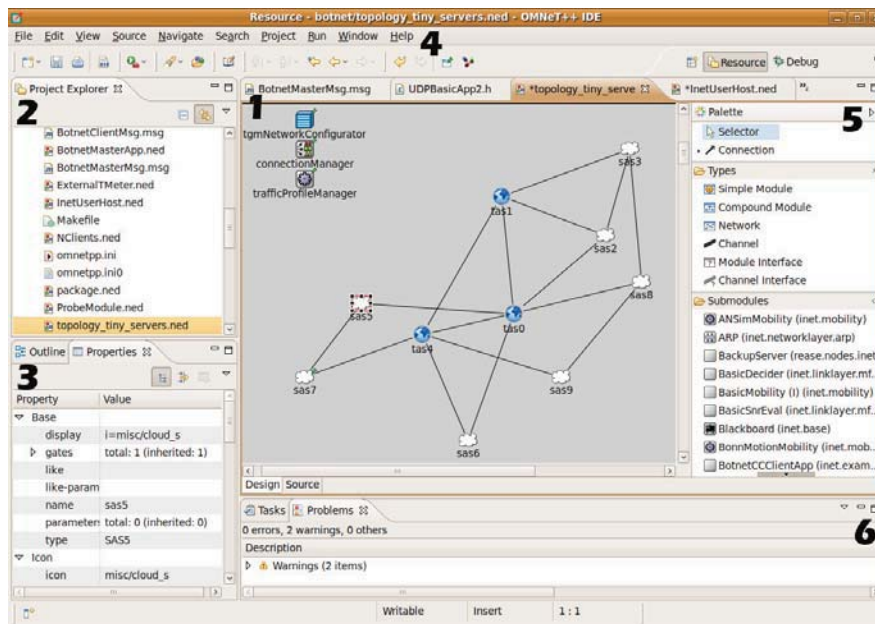 Resource - botnet/topology_tiny_servers.ned - OMNeT++ IDE
File Edit View Source Navigate Search Project Run Window Help
4
Resource Debug
Project Explorer
2
BotnetClientMsg.msg
BotnetMasterApp.ned
BotnetMasterMsg.msg
ExternalTMeter.ned
InetUserHost.ned
Makefile
NClients.ned
omnetpp.ini
omnetpp.ini0
package.ned
ProbeModule.ned
topology_tiny_servers.ned
Outline Properties
3
Property Value
Base
display i=misc/cloud_s
gates total: 1 (inherited: 1)
like
like-param
name sas5
parameters total: 0 (inherited: 0)
type SAS5
Icon
icon misc/cloud_s
BotnetMasterMsg.msg UDPBasicApp2.h *topology_tiny_serve *InetUserHost.ned
1
tgmNetworkConfigurator
connectionManager
trafficProfileManager
sas3
tas1
sas2
sas8
sas5
tas0
tas4
sas7
sas9
sas6
Design Source
Palette
5
Selector
Connection
Types
Simple Module
Compound Module
Network
Channel
Module Interface
Channel Interface
Submodules
ANSimMobility (inet.mobility)
ARP (inet.networklayer.arp)
BackupServer (rease.nodes.inet
BasicDecider (inet.linklayer.mf..
BasicMobility (I) (inet.mobility)
BasicSnrEval (inet.linklayer.mf..
Blackboard (inet.base)
BonnMotionMobility (inet.mob..
BotnetCCClientApp (inet.exam..
Tasks Problems
6
0 errors, 2 warnings, 0 others
Description
Warnings (2 items)
Writable Insert 1 : 1